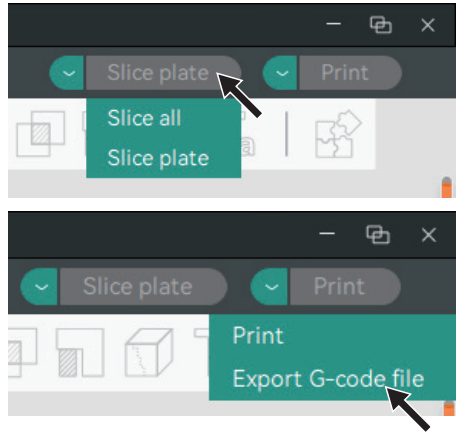 Slice plate Print
Slice all
Slice plate
Slice plate Print
Print
Export G-code file